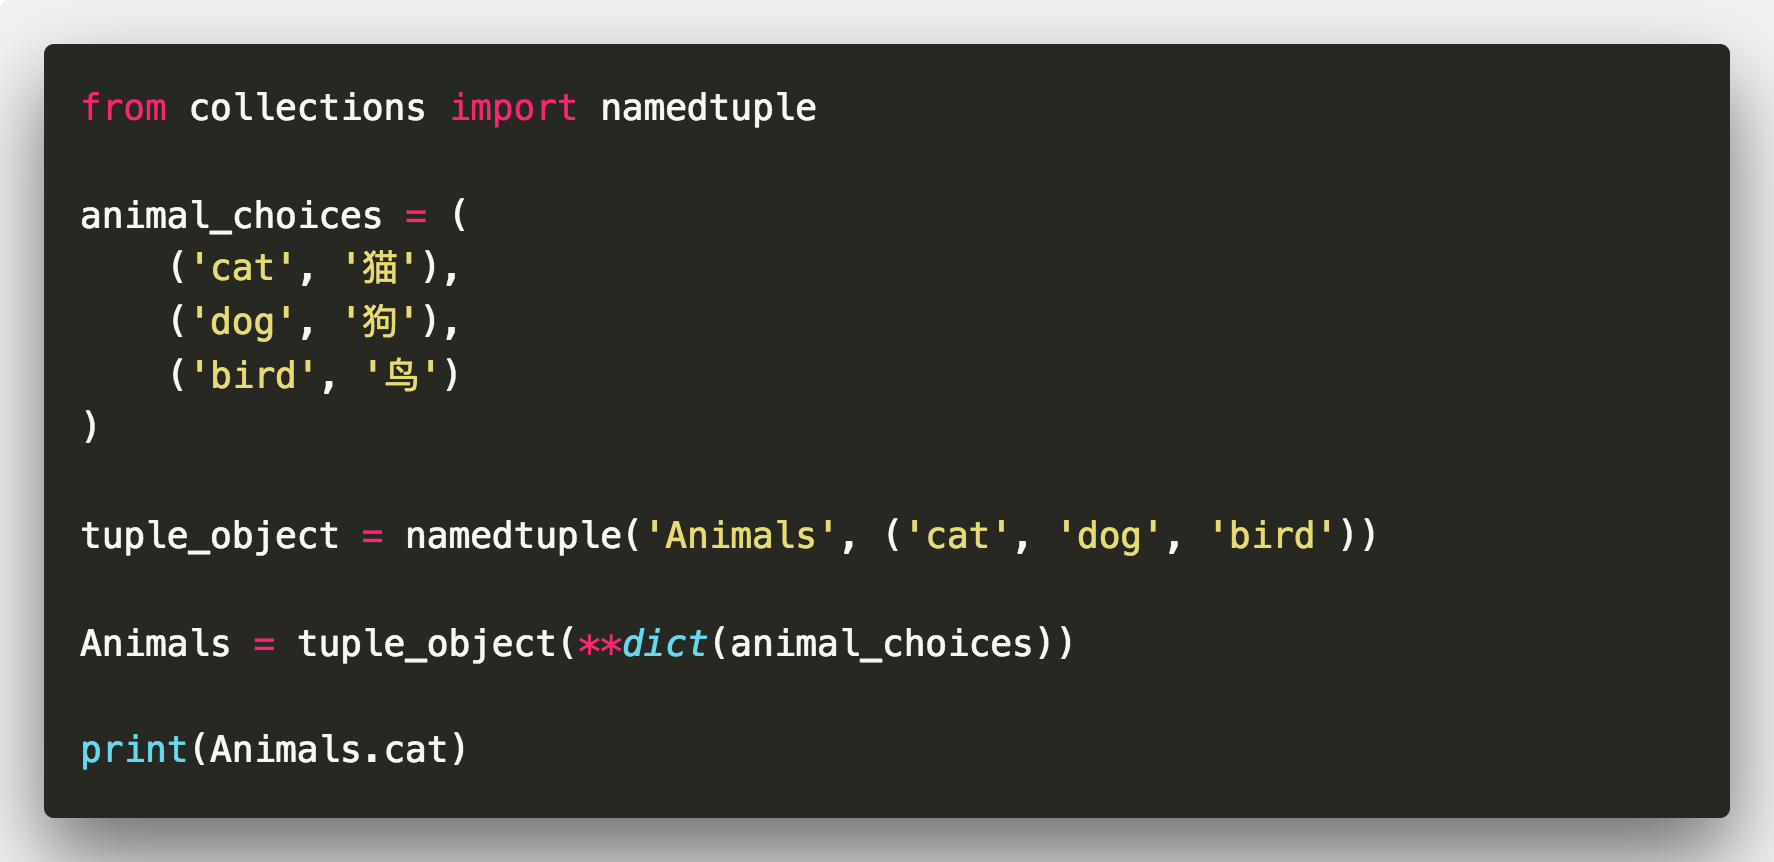 from collections import namedtuple
animal_choices = (
    ('cat', '猫'),
    ('dog', '狗'),
    ('bird', '鸟')
)
tuple_object = namedtuple('Animals', ('cat', 'dog', 'bird'))
Animals = tuple_object(**dict(animal_choices))
print(Animals.cat)